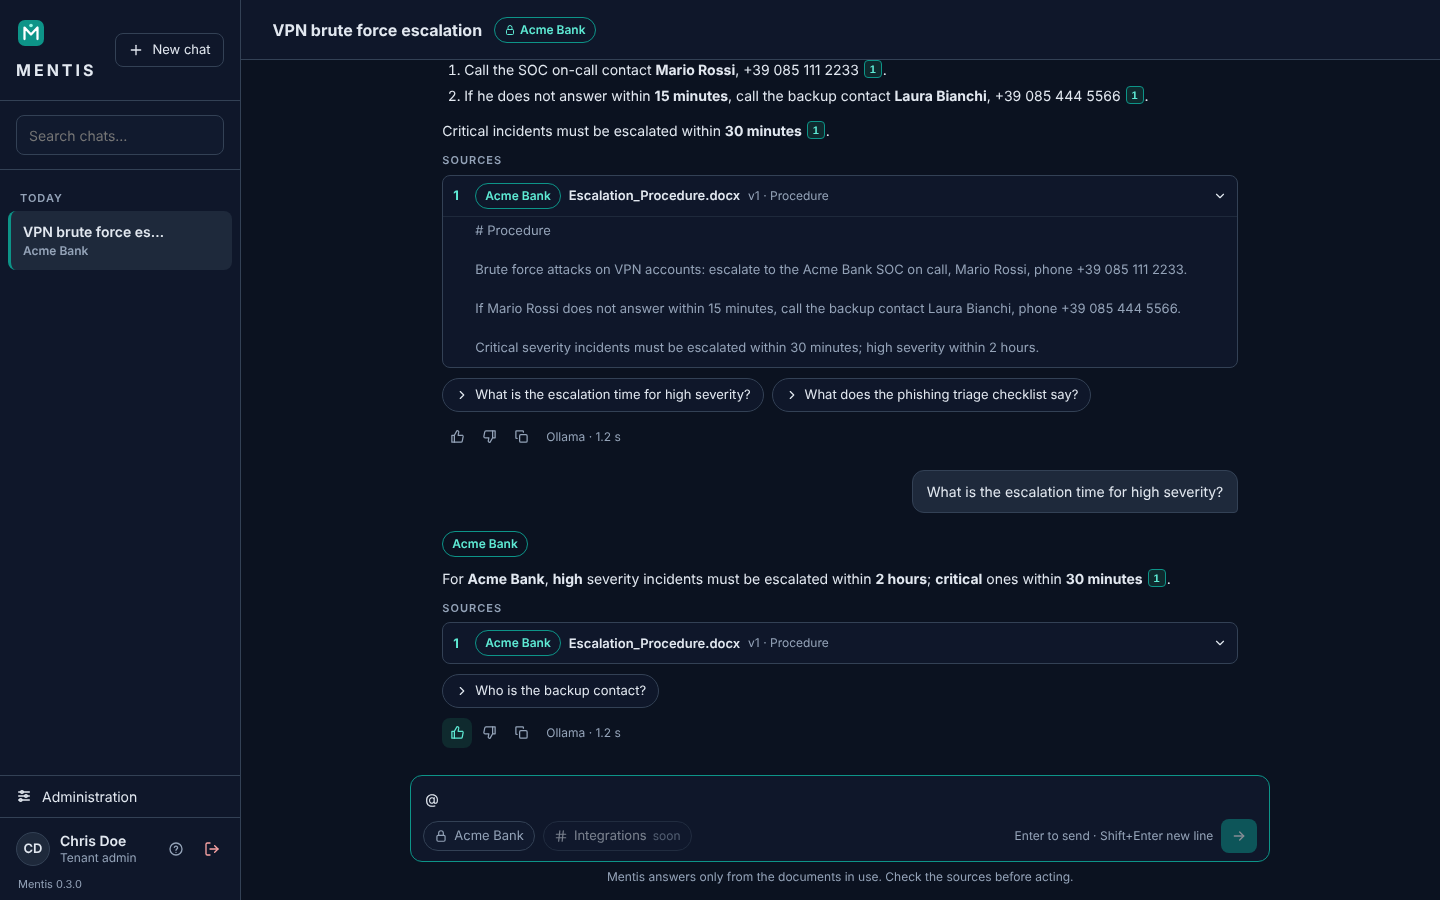 MENTIS
New chat
Search chats...
TODAY
VPN brute force es...
Acme Bank
Administration
CD
Chris Doe
Tenant admin
Mentis 0.3.0
VPN brute force escalation
Acme Bank
1. Call the SOC on-call contact Mario Rossi, +39 085 111 2233 1.
2. If he does not answer within 15 minutes, call the backup contact Laura Bianchi, +39 085 444 5566 1.
Critical incidents must be escalated within 30 minutes 1.
SOURCES
1 Acme Bank Escalation_Procedure.docx v1 · Procedure
# Procedure
Brute force attacks on VPN accounts: escalate to the Acme Bank SOC on call, Mario Rossi, phone +39 085 111 2233.
If Mario Rossi does not answer within 15 minutes, call the backup contact Laura Bianchi, phone +39 085 444 5566.
Critical severity incidents must be escalated within 30 minutes; high severity within 2 hours.
What is the escalation time for high severity? What does the phishing triage checklist say?
Ollama · 1.2 s
What is the escalation time for high severity?
Acme Bank
For Acme Bank, high severity incidents must be escalated within 2 hours; critical ones within 30 minutes 1.
SOURCES
1 Acme Bank Escalation_Procedure.docx v1 · Procedure
Who is the backup contact?
Ollama · 1.2 s
@
Acme Bank # Integrations soon Enter to send · Shift+Enter new line
Mentis answers only from the documents in use. Check the sources before acting.